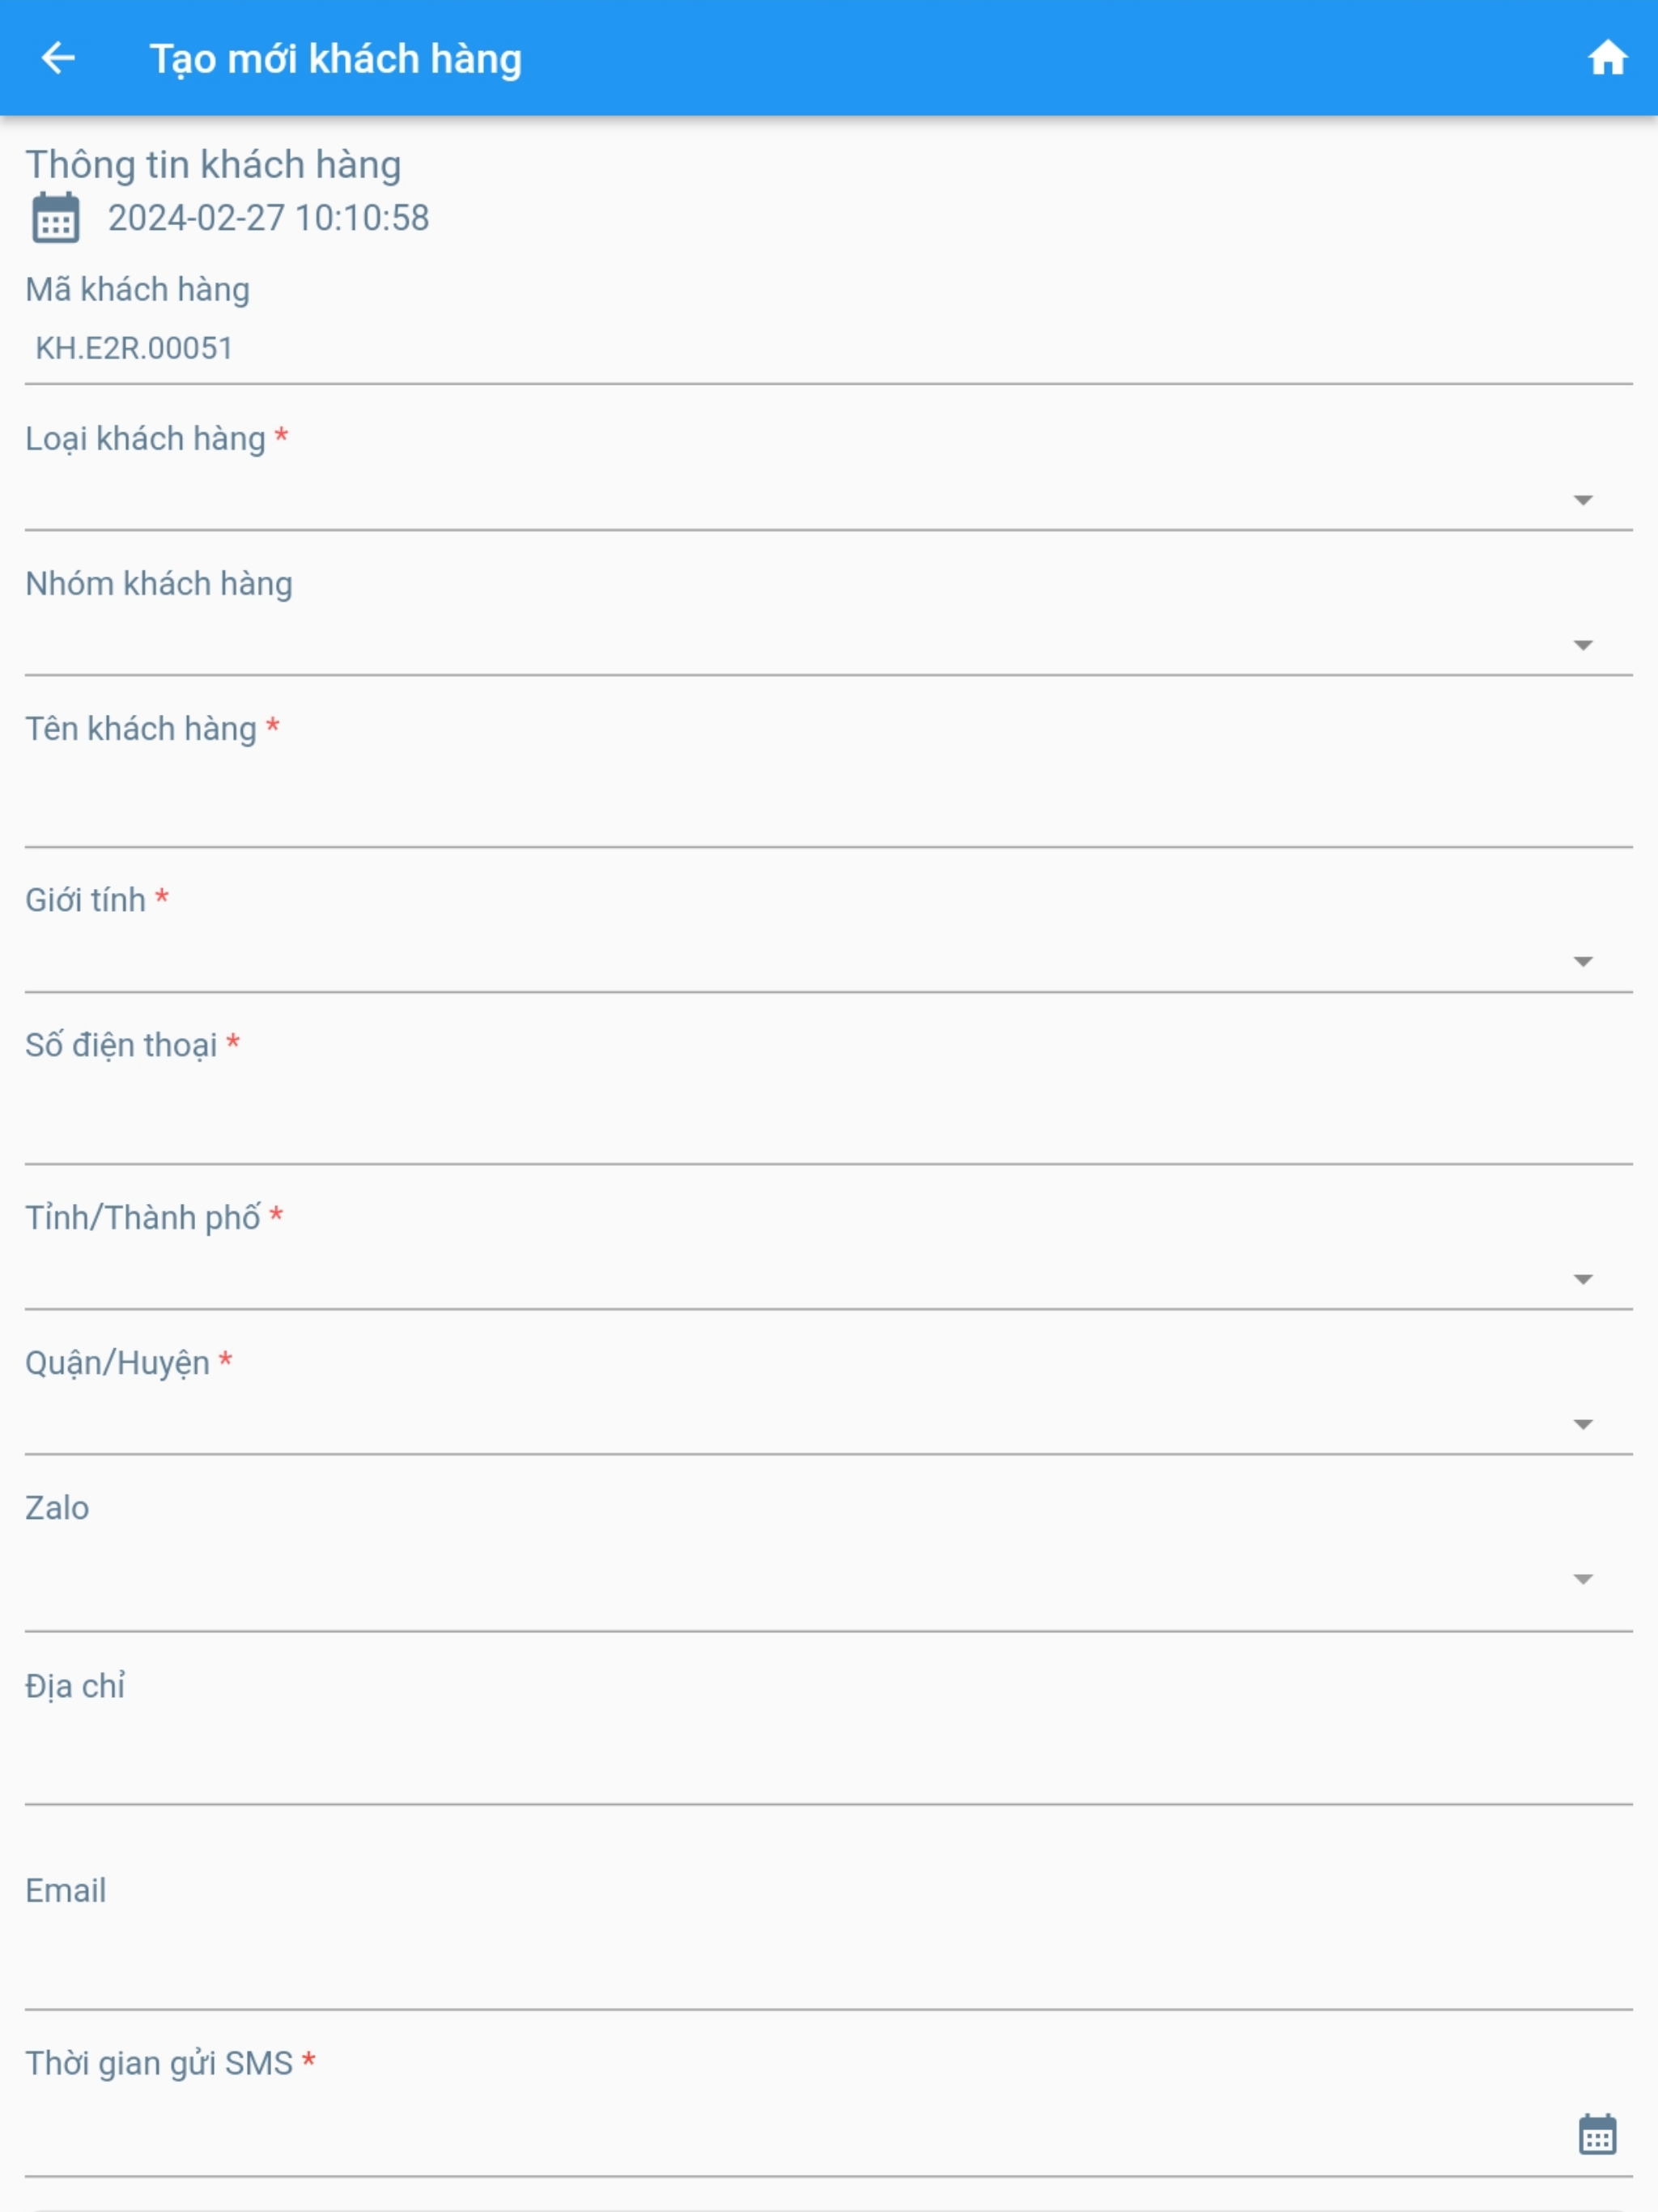 Tạo mới khách hàng
Thông tin khách hàng
2024-02-27 10:10:58
Mã khách hàng
KH.E2R.00051
Loại khách hàng *
Nhóm khách hàng
Tên khách hàng *
Giới tính *
Số điện thoại *
Tỉnh/Thành phố *
Quận/Huyện *
Zalo
Địa chỉ
Email
Thời gian gửi SMS *